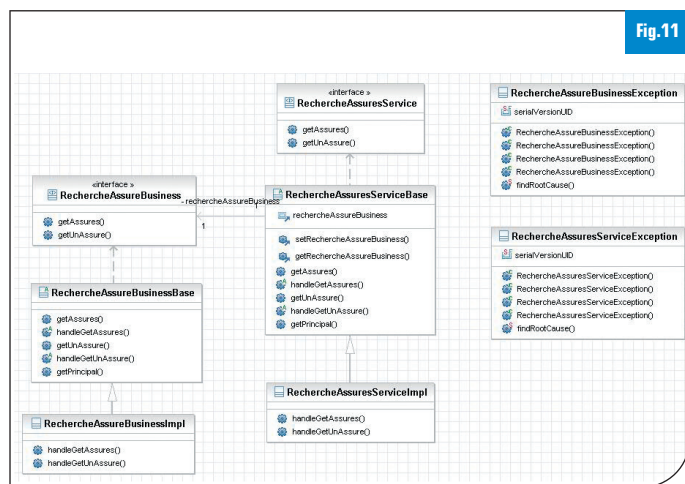 Fig.11
«interface »
RechercheAssuresService
getAssures()
getUnAssure()
RechercheAssureBusinessException
serialVersionUID
RechercheAssureBusinessException()
RechercheAssureBusinessException()
RechercheAssureBusinessException()
RechercheAssureBusinessException()
findRootCause()
«interface »
RechercheAssureBusiness
getAssures()
getUnAssure()
- rechercheAssureBusiness
1
RechercheAssuresServiceBase
rechercheAssureBusiness
setRechercheAssureBusiness()
getRechercheAssureBusiness()
getAssures()
handleGetAssures()
getUnAssure()
handleGetUnAssure()
getPrincipal()
RechercheAssuresServiceException
serialVersionUID
RechercheAssuresServiceException()
RechercheAssuresServiceException()
RechercheAssuresServiceException()
RechercheAssuresServiceException()
findRootCause()
RechercheAssureBusinessBase
getAssures()
handleGetAssures()
getUnAssure()
handleGetUnAssure()
getPrincipal()
RechercheAssuresServiceImpl
handleGetAssures()
handleGetUnAssure()
RechercheAssureBusinessImpl
handleGetAssures()
handleGetUnAssure()